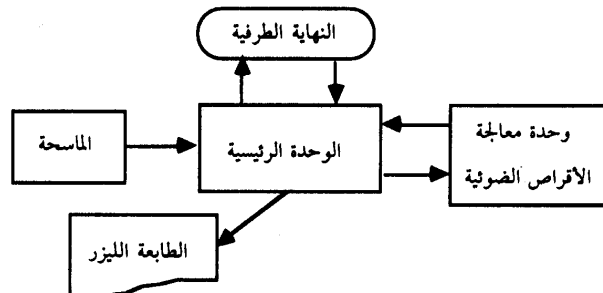 النهاية الطرفية
وحدة معالجة
الأقراص الضوئية
الوحدة الرئيسية
الماسحة
الطابعة الليزر